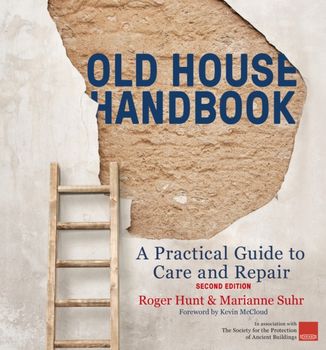 OLD HOUSE
HANDBOOK
A Practical Guide to
Care and Repair
SECOND EDITION
Roger Hunt & Marianne Suhr
Foreword by Kevin McCloud
In association with
The Society for the Protection
of Ancient Buildings